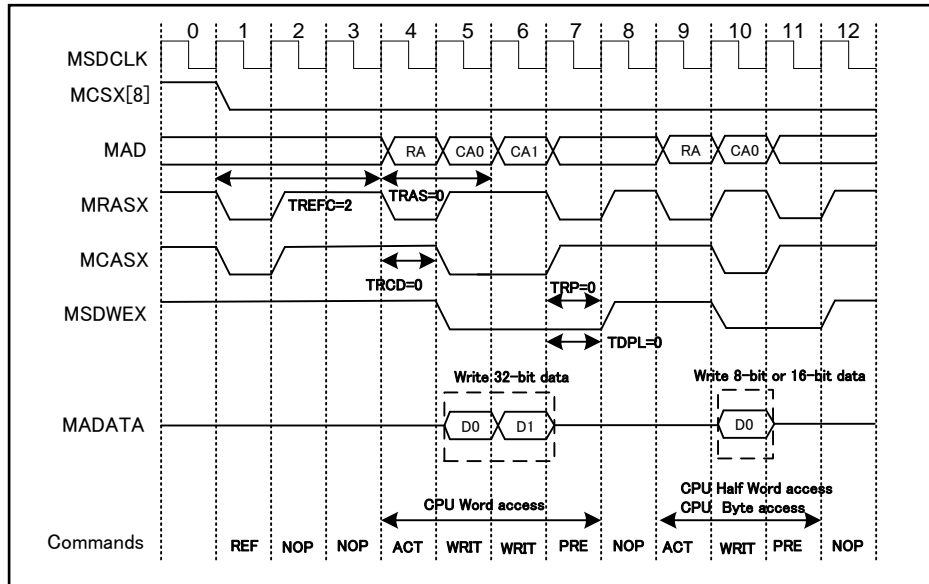 0 1 2 3 4 5 6 7 8 9 10 11 12
MSDCLK
MCSX[8]
MAD
RA CA0 CA1 RA CA0
MRASX
TREFC=2
TRAS=0
MCASX
TRCD=0
TRP=0
MSDWEX
TDPL=0
Write 32-bit data
Write 8-bit or 16-bit data
MADATA
D0 D1 D0
CPU Word access
CPU Half Word access
CPU Byte access
Commands
REF NOP NOP ACT WRIT WRIT PRE NOP ACT WRIT PRE NOP